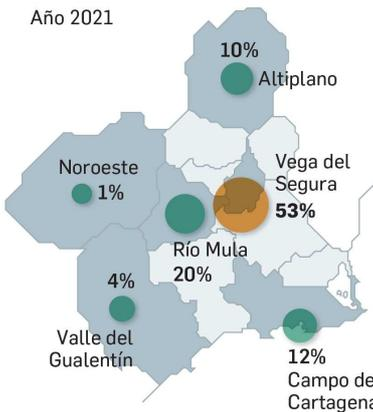 Año 2021
10%
Altiplano
Noroeste
1%
Vega del
Segura
53%
Río Mula
20%
4%
Valle del
Gualentín
12%
Campo de
Cartagena